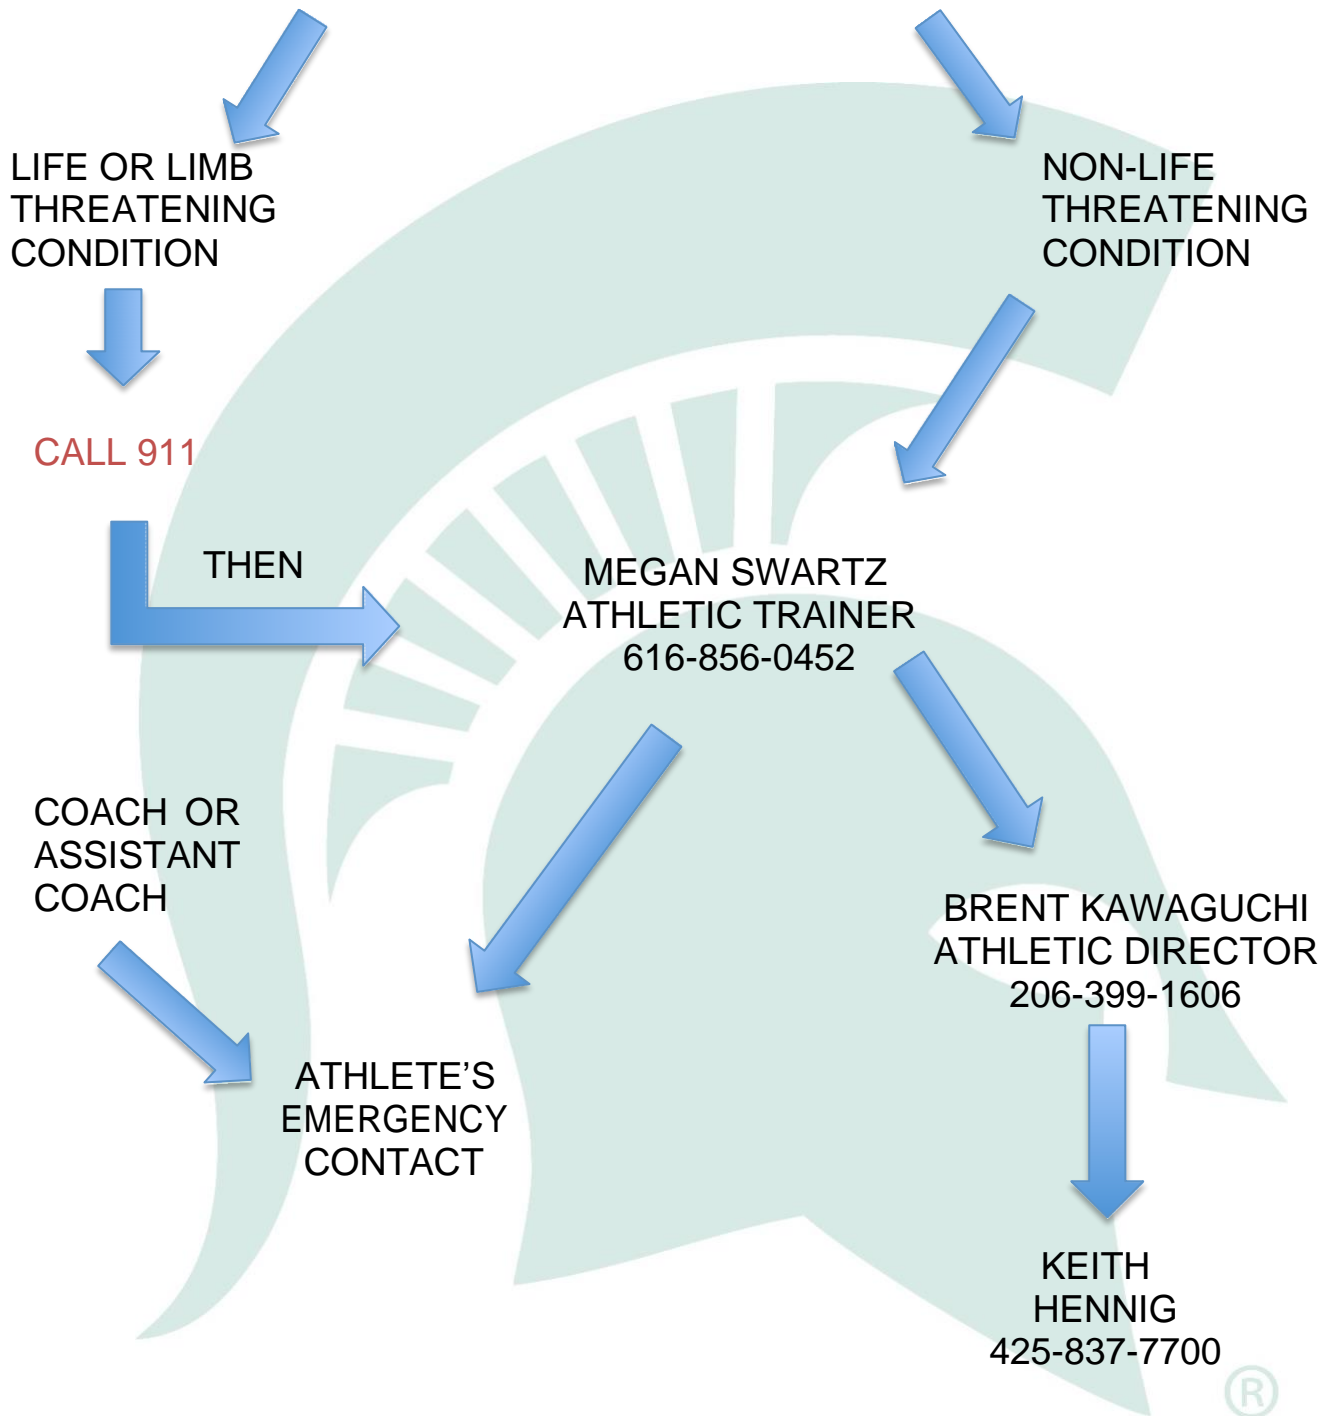 LIFE OR LIMB
THREATENING
CONDITION
NON-LIFE
THREATENING
CONDITION
CALL 911
THEN
MEGAN SWARTZ
ATHLETIC TRAINER
616-856-0452
COACH OR
ASSISTANT
COACH
BRENT KAWAGUCHI
ATHLETIC DIRECTOR
206-399-1606
ATHLETE’S
EMERGENCY
CONTACT
KEITH
HENNIG
425-837-7700
®